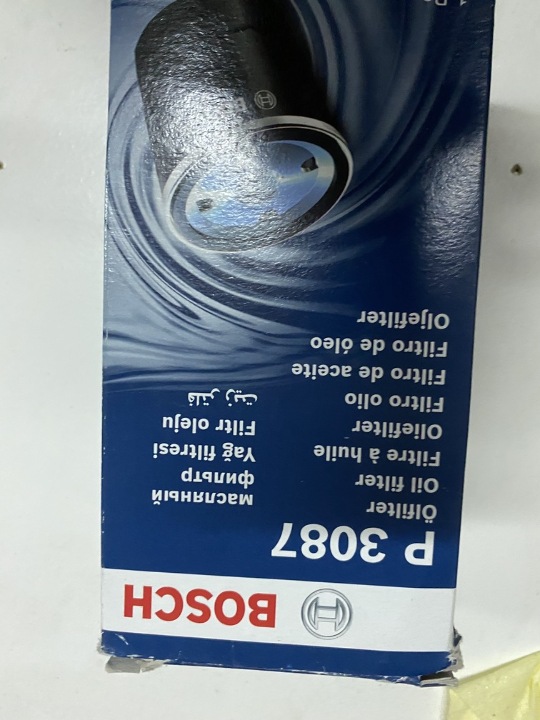 BOSCH
P 3087
Ölfilter
Oil filter
Filtre à huile
Oliefilter
Filtro olio
Filtro de aceite
Filtro de óleo
Oljefilter
масляный
фильтр
Yağ filtresi
Filtr oleju
فلتر زيت